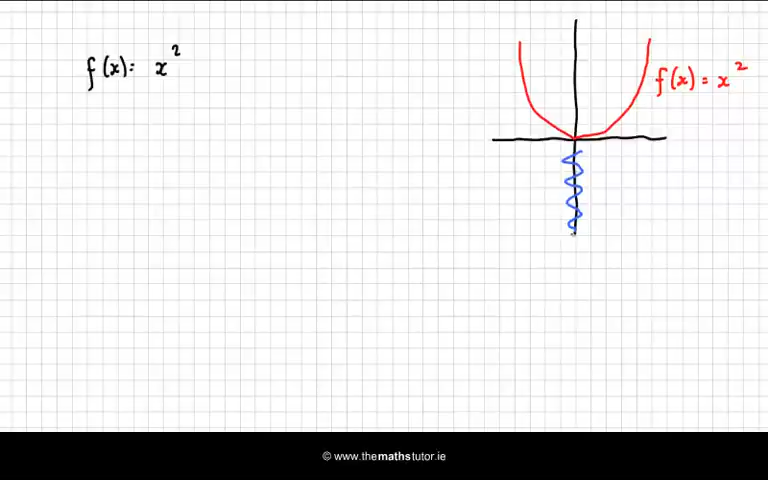 f(x) = x²
f(x) = x²
© www.themathstutor.ie